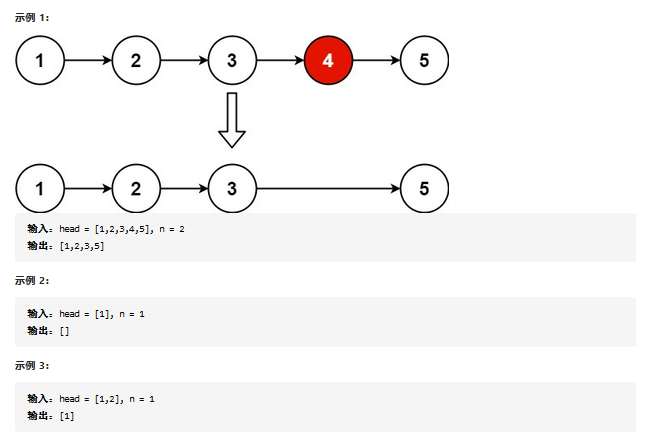 示例 1:
1 2 3 4 5
1 2 3 5
输入: head = [1,2,3,4,5], n = 2
输出: [1,2,3,5]
示例 2:
输入: head = [1], n = 1
输出: []
示例 3:
输入: head = [1,2], n = 1
输出: [1]